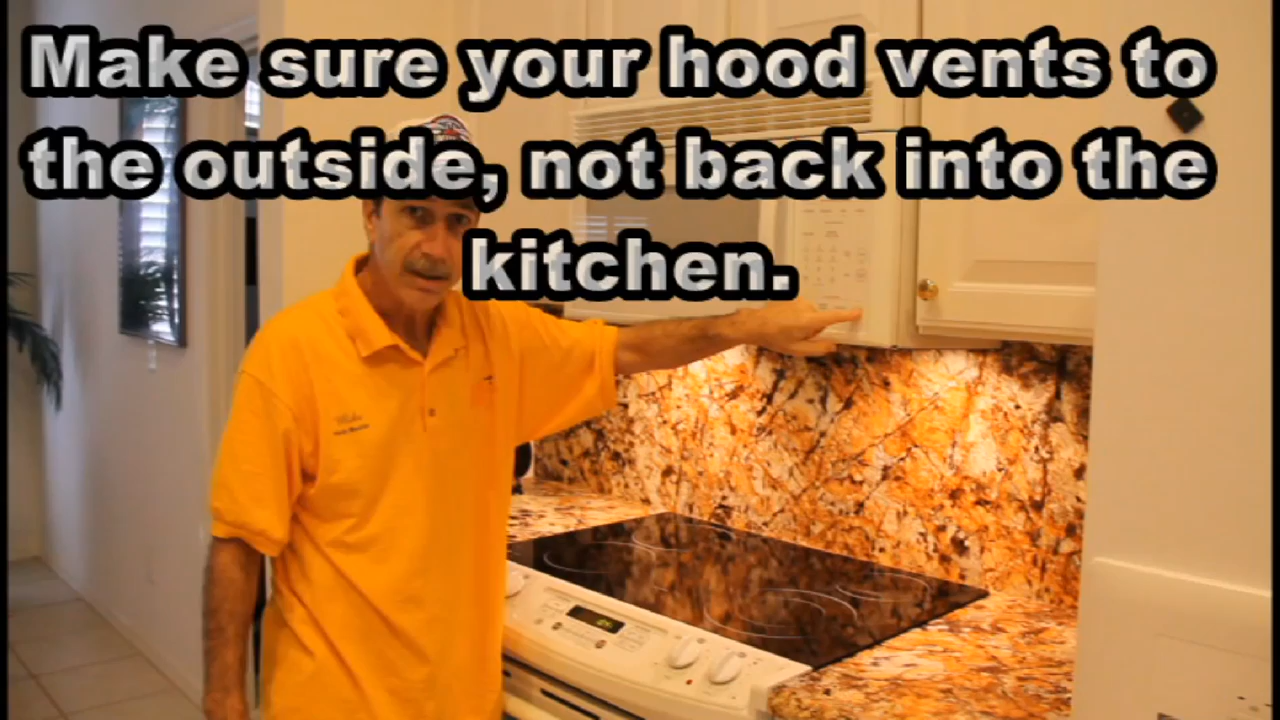 Make sure your hood vents to
the outside, not back into the
kitchen.